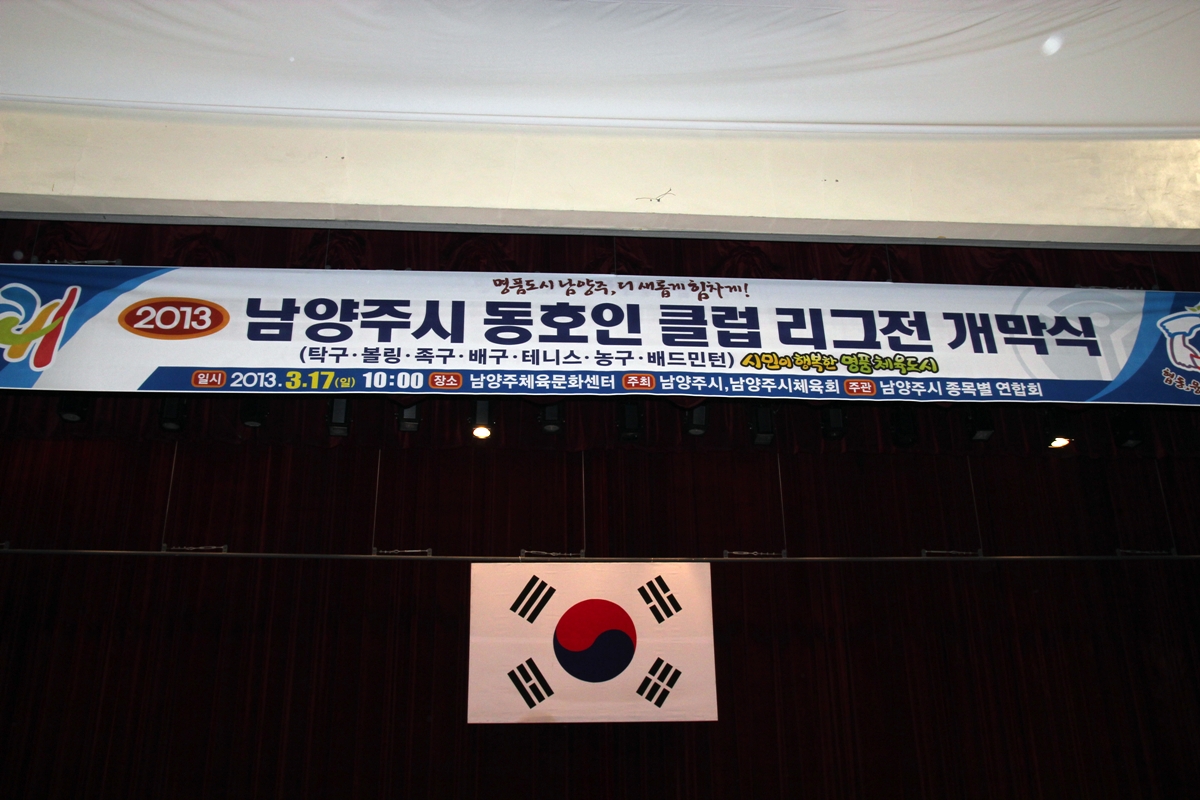 명품도시 남양주, 더 새롭게 힘차게!
2013 남양주시 동호인 클럽 리그전 개막식
(탁구·볼링·족구·배구·테니스·농구·배드민턴) 시민이 행복한 명품체육도시
일시 2013. 3.17(일) 10:00 장소 남양주체육문화센터 주최 남양주시,남양주시체육회 주관 남양주시 종목별 연합회